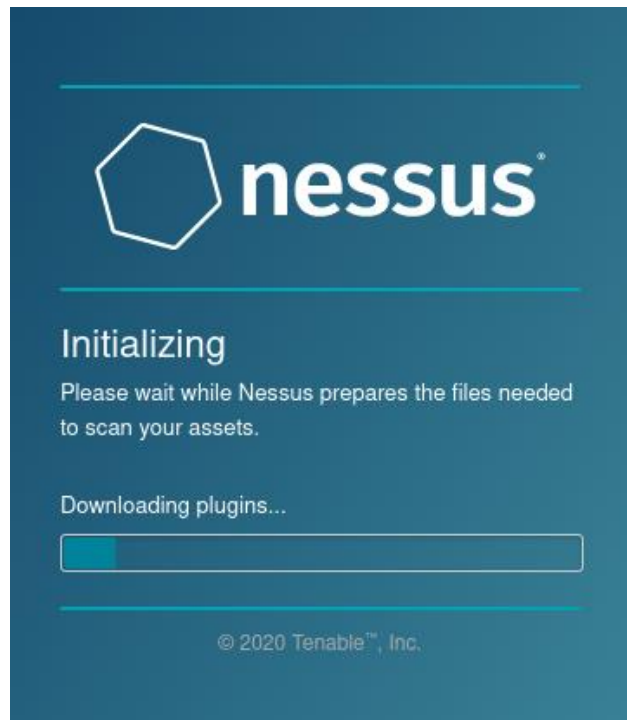 nessus®
Initializing
Please wait while Nessus prepares the files needed
to scan your assets.
Downloading plugins...
© 2020 Tenable™, Inc.